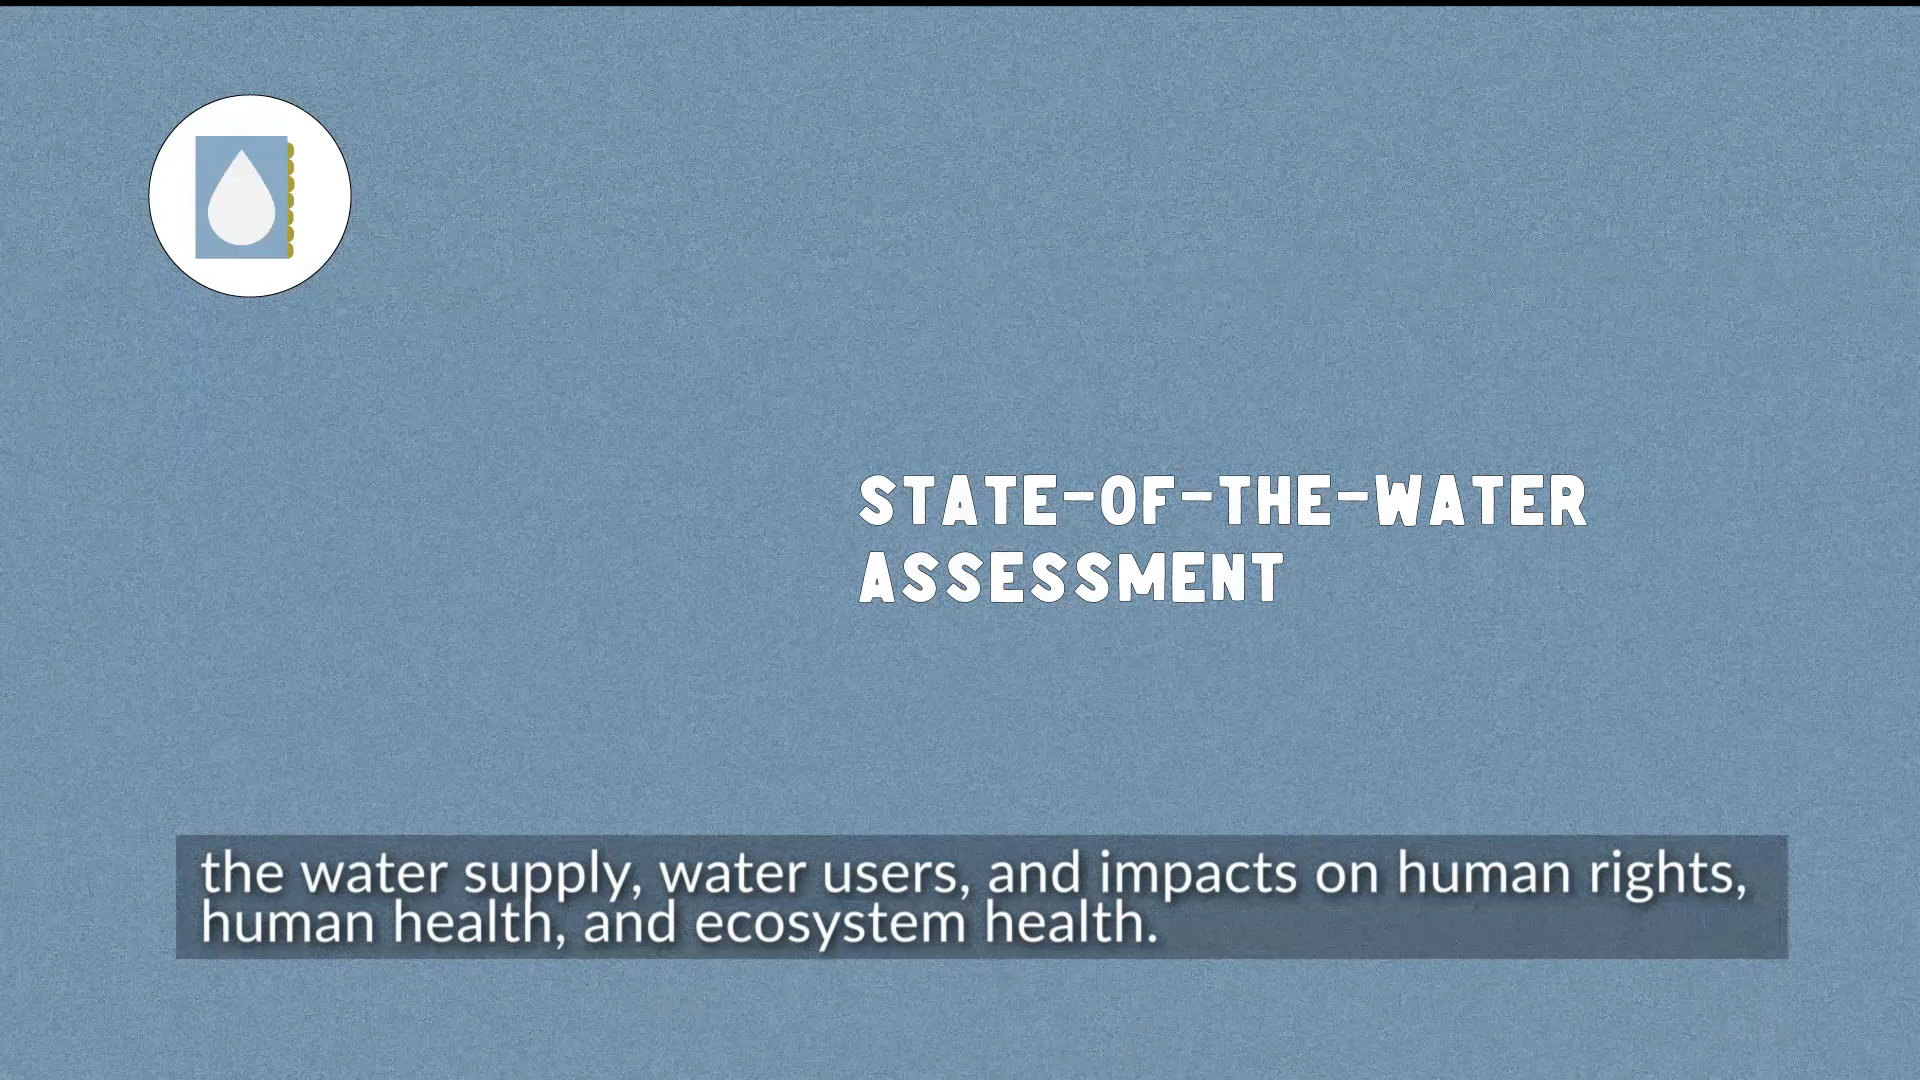 STATE-OF-THE-WATER
ASSESSMENT
the water supply, water users, and impacts on human rights,
human health, and ecosystem health.